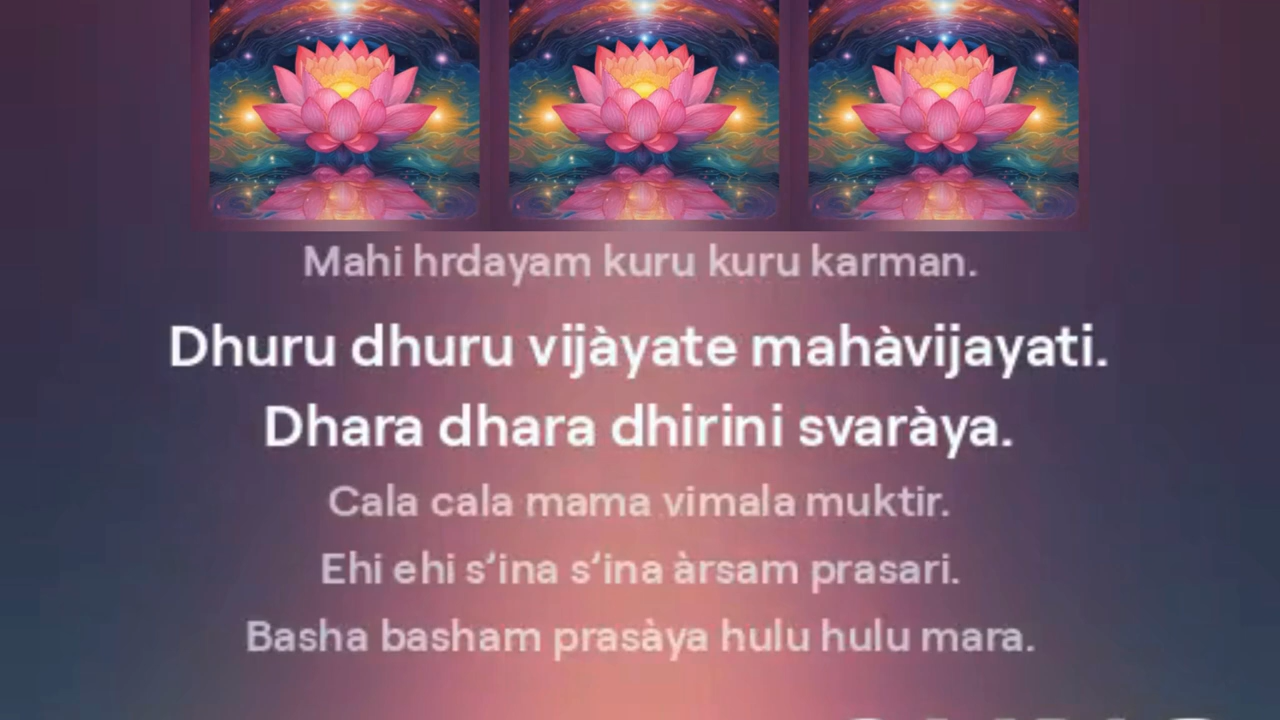 Mahi hrdayam kuru kuru karman.
Dhuru dhuru vijàyate mahàvijayati.
Dhara dhara dhirini svaràya.
Cala cala mama vimala muktir.
Ehi ehi s’ina s’ina àrsam prasari.
Basha basham prasàya hulu hulu mara.